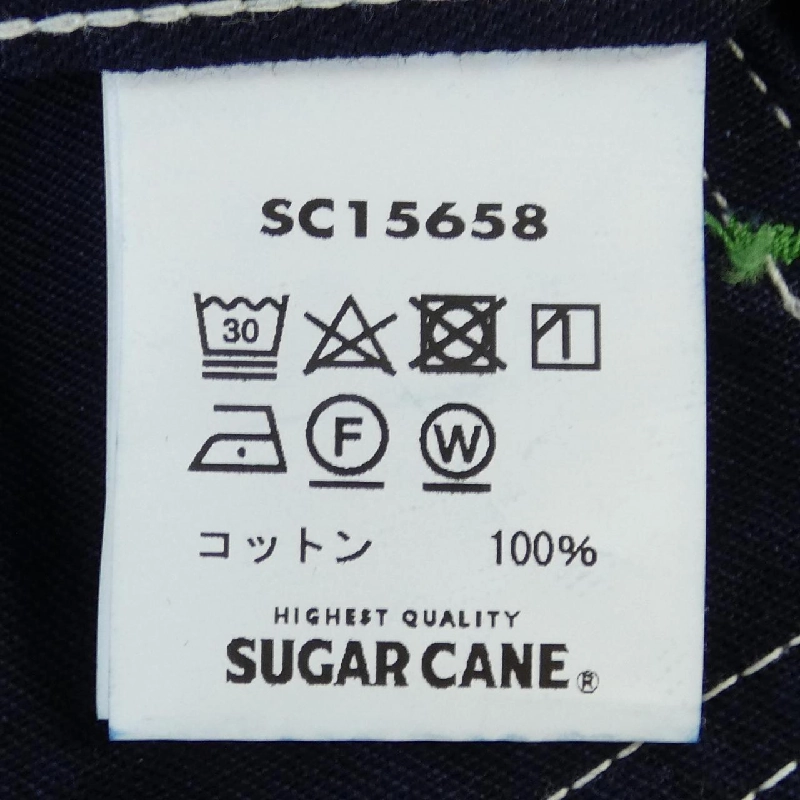 SC15658
30
F W
コットン 100%
HIGHEST QUALITY
SUGAR CANE ®